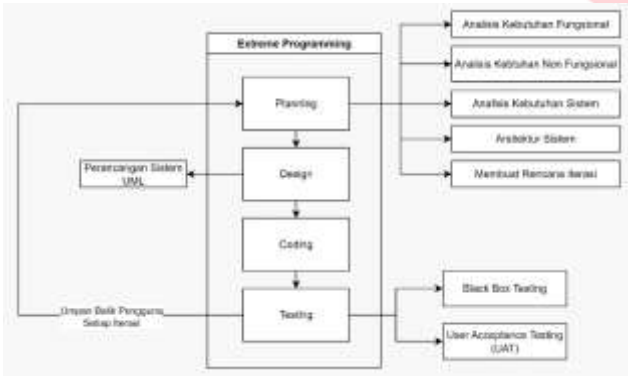 Extreme Programming
Planning
Design
Coding
Testing
Analisis Kebutuhan Fungsional
Analisis Kebtuhan Non Fungsional
Analisis Kebutuhan Sistem
Arsitektur Sistem
Membuat Rencana Iterasi
Perancangan Sistem
UML
Umpan Balik Pengguna
Setiap Iterasi
Black Box Testing
User Acceptance Testing
(UAT)